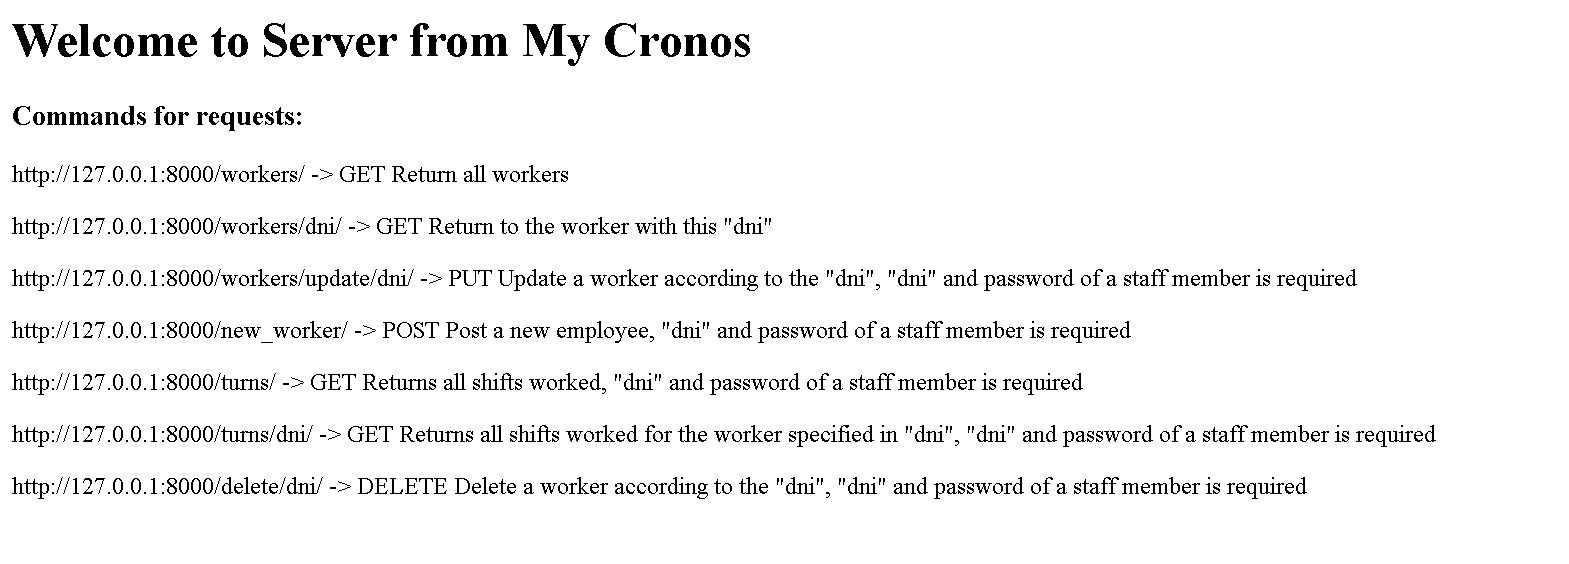 Welcome to Server from My Cronos
Commands for requests:
http://127.0.0.1:8000/workers/ -> GET Return all workers
http://127.0.0.1:8000/workers/dni/ -> GET Return to the worker with this "dni"
http://127.0.0.1:8000/workers/update/dni/ -> PUT Update a worker according to the "dni", "dni" and password of a staff member is required
http://127.0.0.1:8000/new_worker/ -> POST Post a new employee, "dni" and password of a staff member is required
http://127.0.0.1:8000/turns/ -> GET Returns all shifts worked, "dni" and password of a staff member is required
http://127.0.0.1:8000/turns/dni/ -> GET Returns all shifts worked for the worker specified in "dni", "dni" and password of a staff member is required
http://127.0.0.1:8000/delete/dni/ -> DELETE Delete a worker according to the "dni", "dni" and password of a staff member is required